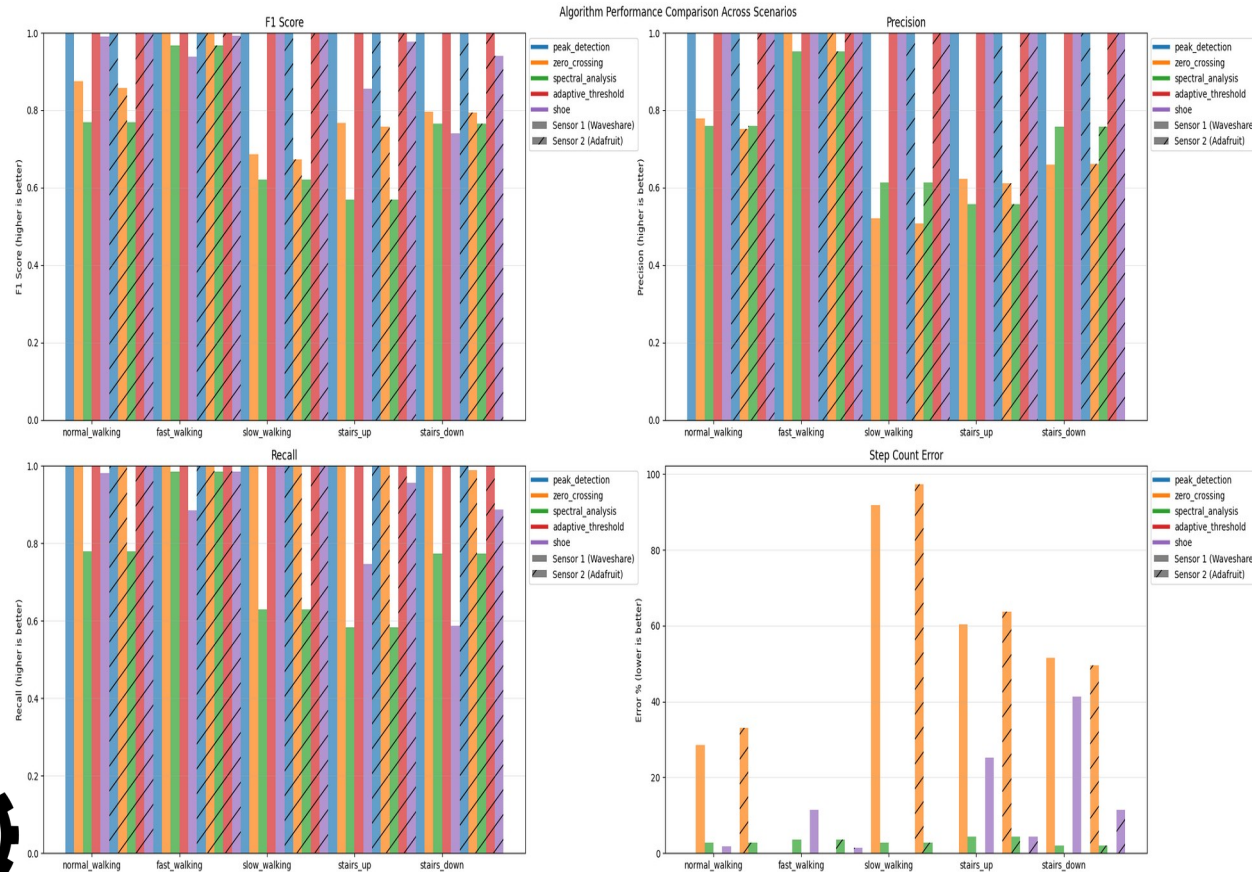 Algorithm Performance Comparison Across Scenarios
F1 Score
F1 Score (higher is better)
1.0
0.8
0.6
0.4
0.2
0.0
normal_walking fast_walking slow_walking stairs_up stairs_down
peak_detection
zero_crossing
spectral_analysis
adaptive_threshold
shoe
Sensor 1 (Waveshare)
Sensor 2 (Adafruit)
Precision
Precision (higher is better)
1.0
0.8
0.6
0.4
0.2
0.0
normal_walking fast_walking slow_walking stairs_up stairs_down
peak_detection
zero_crossing
spectral_analysis
adaptive_threshold
shoe
Sensor 1 (Waveshare
Sensor 2 (Adafruit)
Recall
Recall (higher is better)
1.0
0.8
0.6
0.4
0.2
0.0
normal_walking fast_walking slow_walking stairs_up stairs_down
peak_detection
zero_crossing
spectral_analysis
adaptive_threshold
shoe
Sensor 1 (Waveshare)
Sensor 2 (Adafruit)
Step Count Error
Error % (lower is better)
100
80
60
40
20
0
normal_walking fast_walking slow_walking stairs_up stairs_down
peak_detection
zero_crossing
spectral_analysis
adaptive_threshold
shoe
Sensor 1 (Waveshare
Sensor 2 (Adafruit)